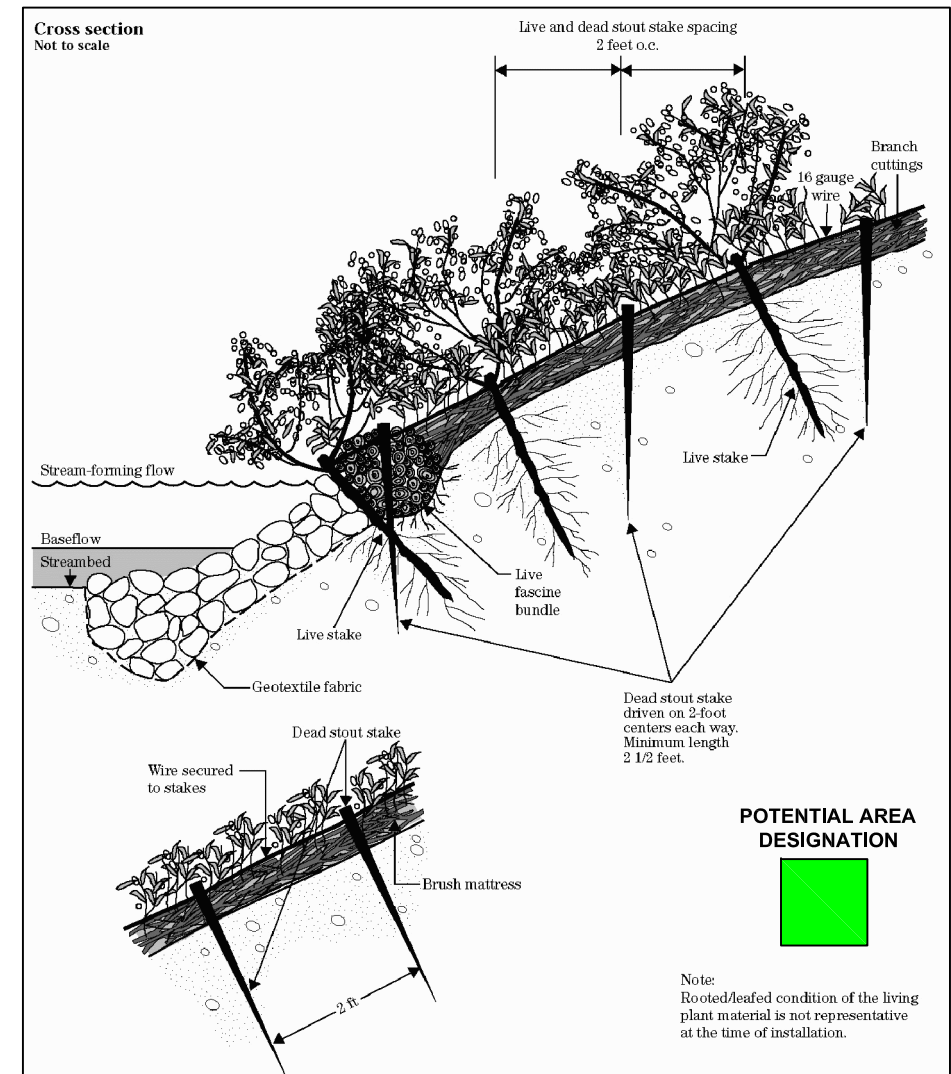 Cross section
Not to scale
Live and dead stout stake spacing
2 feet o.c.
Branch
cuttings
16 gauge
wire
Stream-forming flow
Baseflow
Streambed
Live stake
Live
fascine
bundle
Live stake
Geotextile fabric
Dead stout stake
driven on 2-foot
centers each way.
Minimum length
2 1/2 feet.
Dead stout stake
Wire secured
to stakes
Brush mattress
2 ft
POTENTIAL AREA
DESIGNATION
Note:
Rooted/leafed condition of the living
plant material is not representative
at the time of installation.